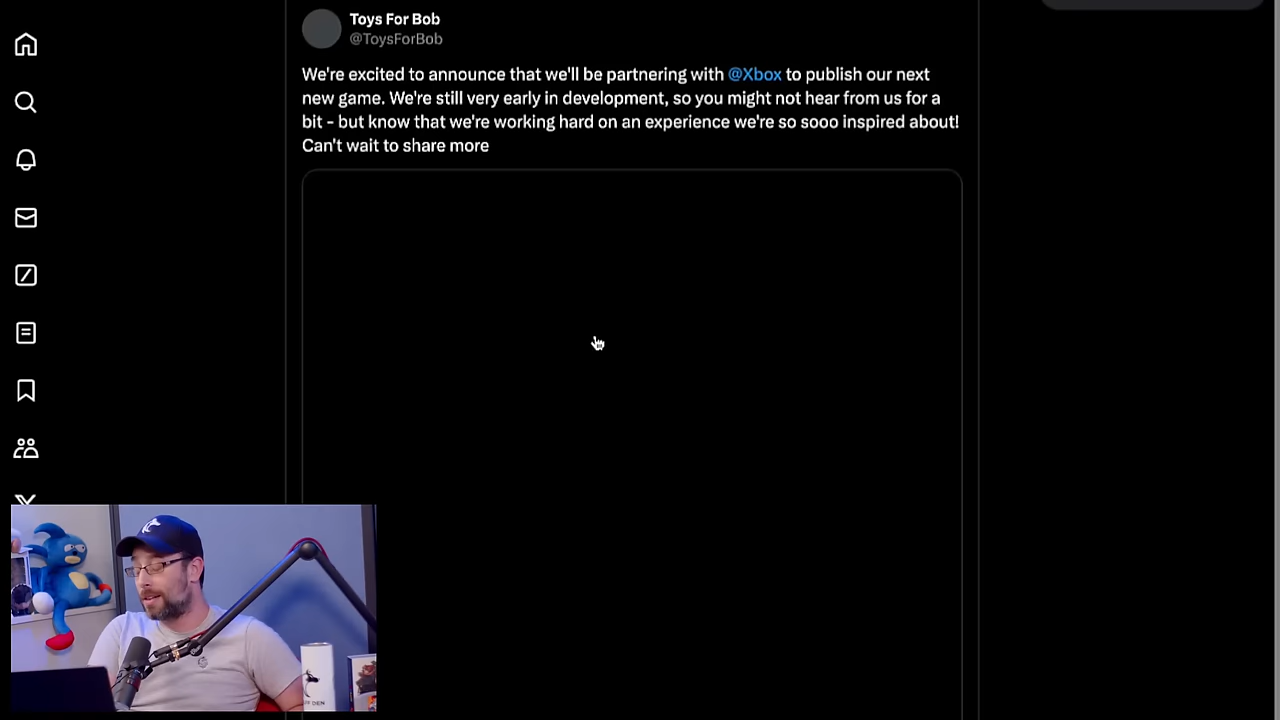 Toys For Bob
@ToysForBob
We're excited to announce that we'll be partnering with @Xbox to publish our next
new game. We're still very early in development, so you might not hear from us for a
bit - but know that we're working hard on an experience we're so sooo inspired about!
Can't wait to share more